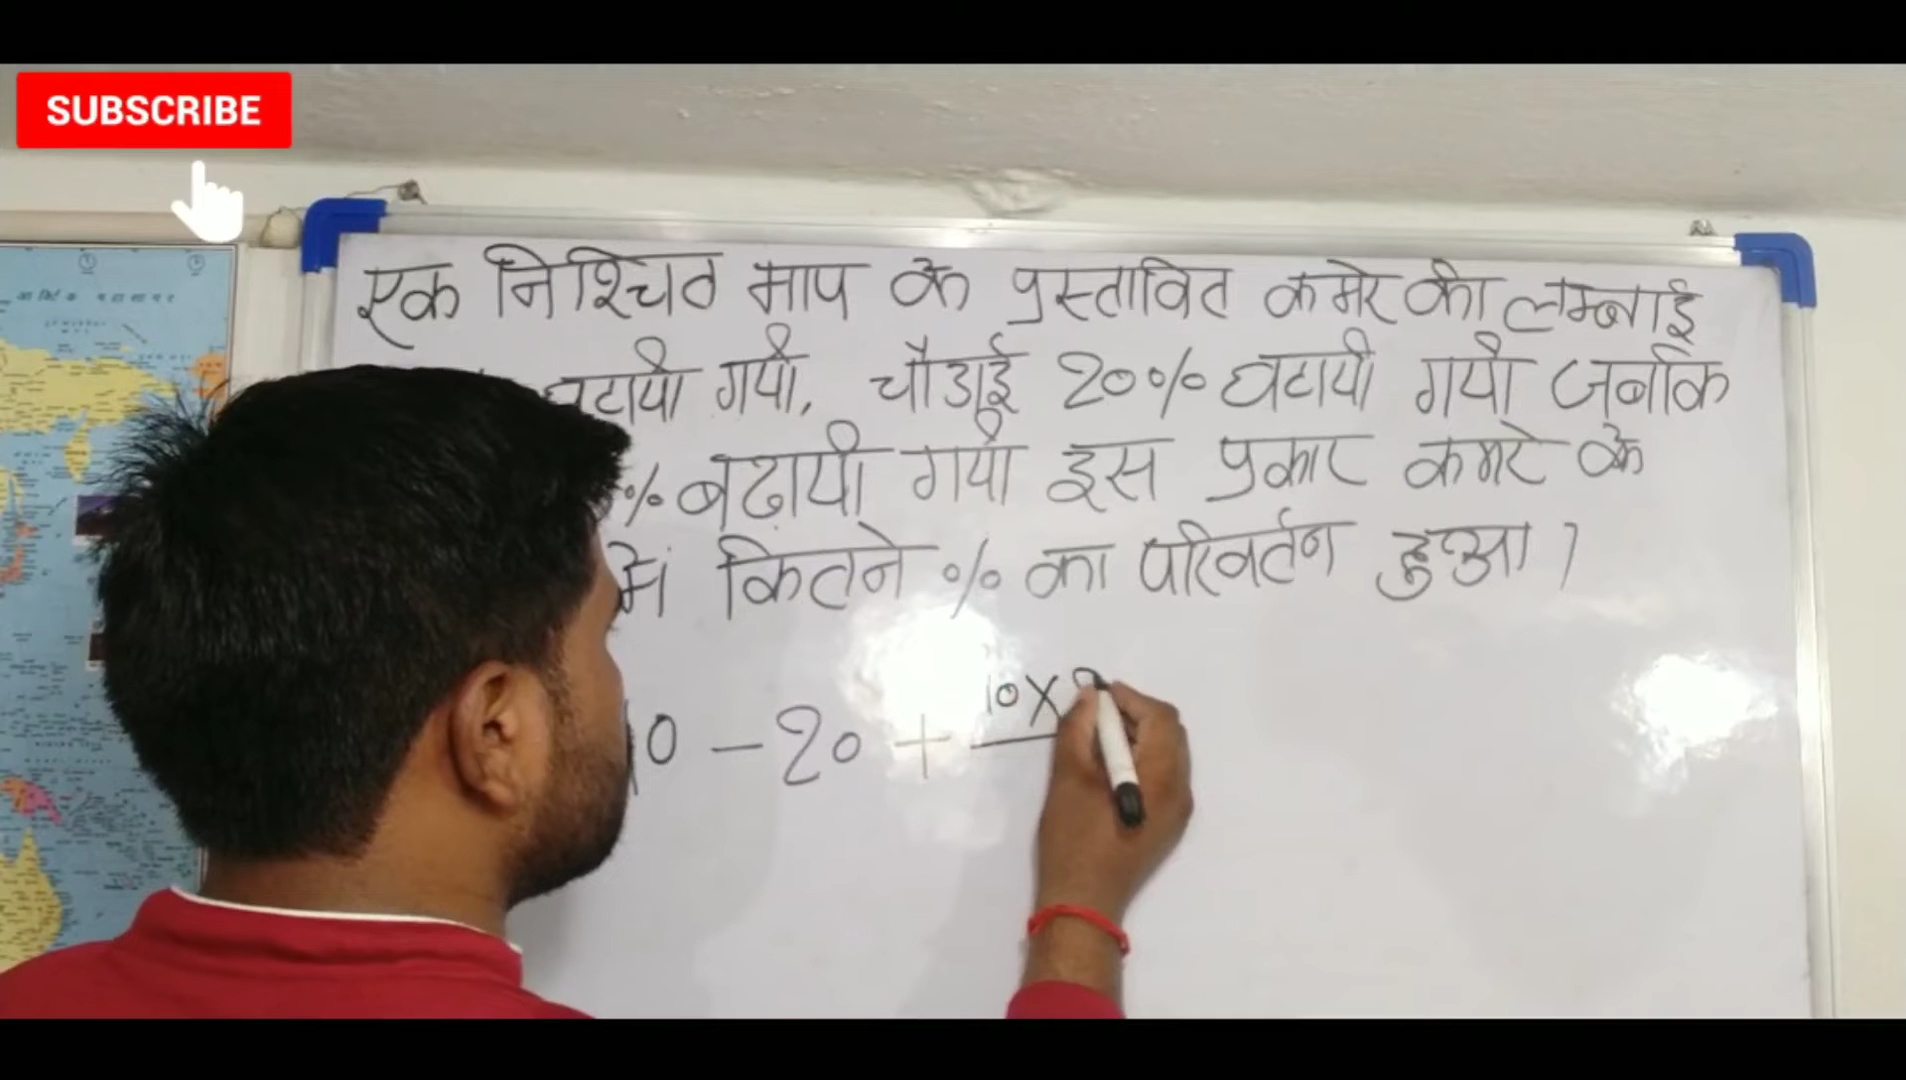 SUBSCRIBE
एक निश्चित माप के प्रस्तावित कमरे की लम्बाई
घटायी गयी, चौड़ाई 20% घटायी गयी जबकि
% बढ़ायी गयी इस प्रकार कमरे के
में कितने % का परिवर्तन हुआ?
10 - 20 + 10 X